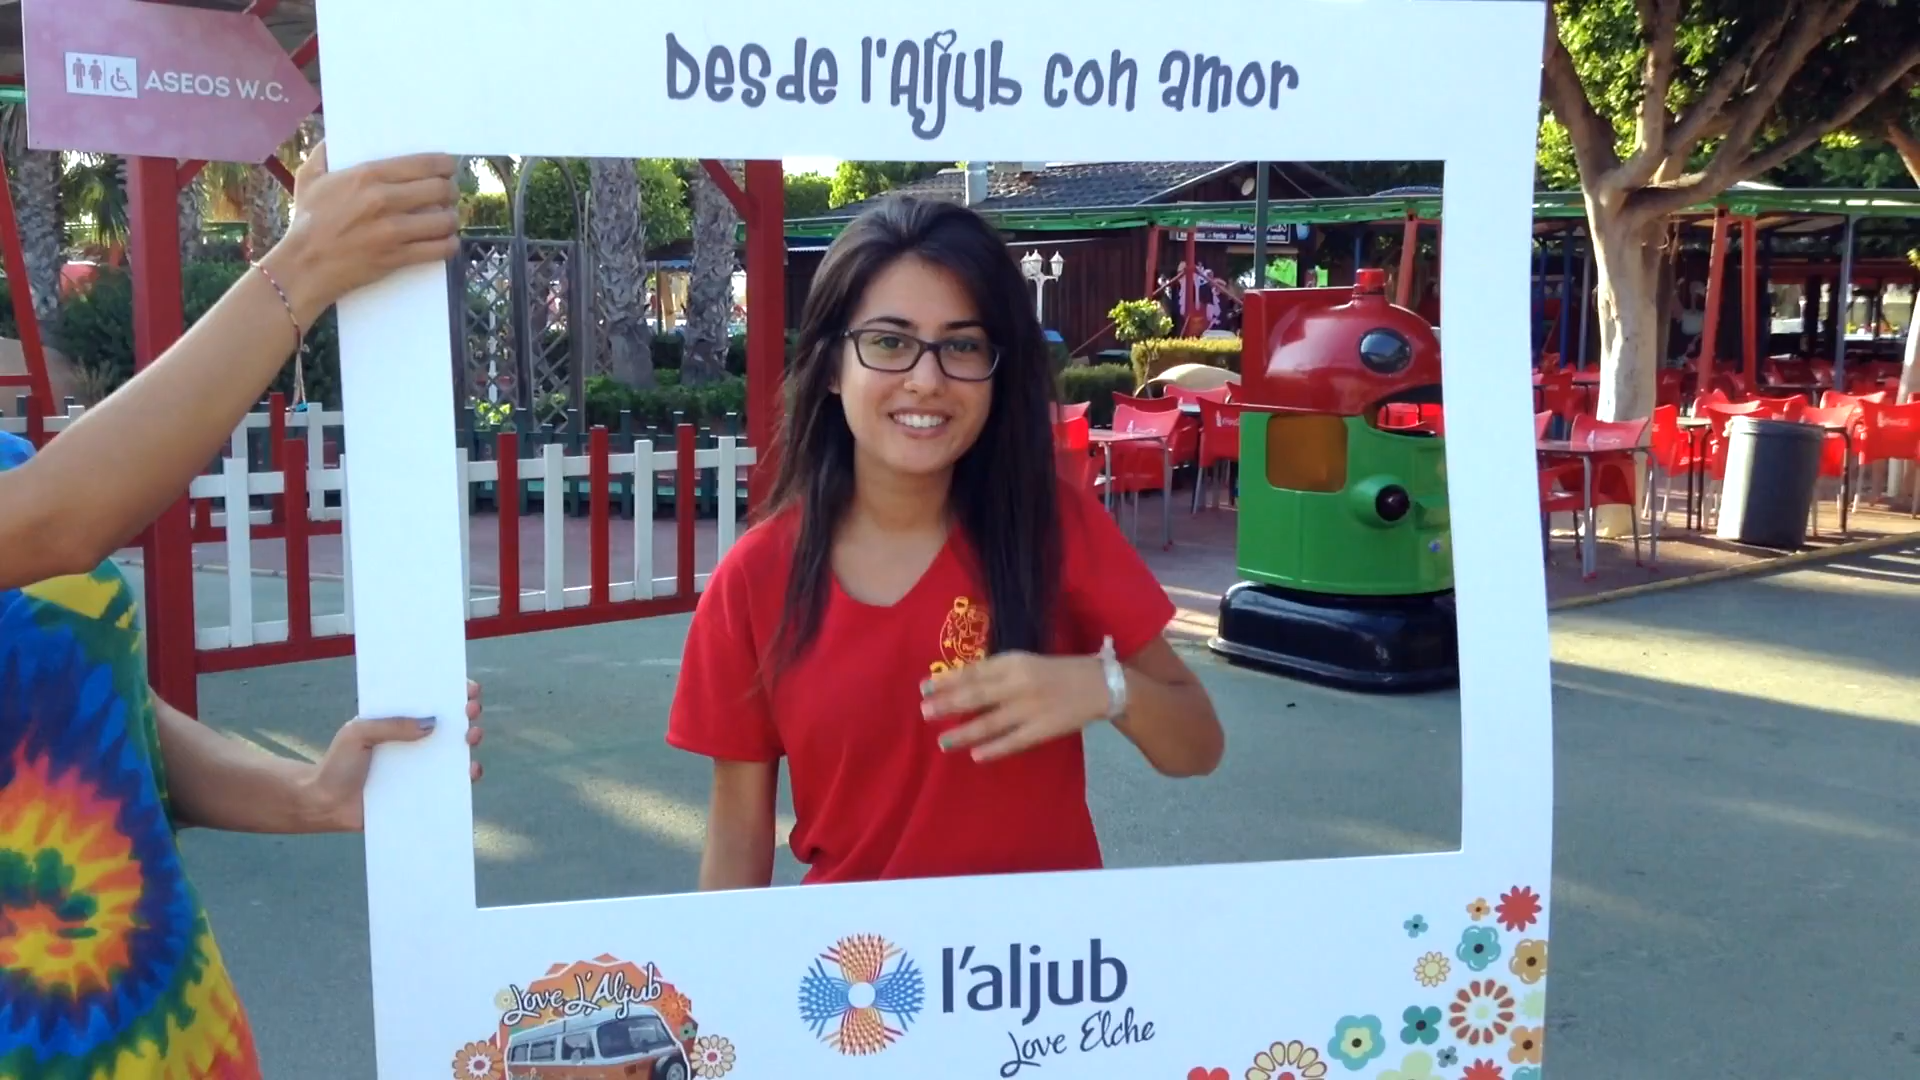 ASEOS W.C.
Desde l'Aljub con amor
Love L'Aljub
l'aljub
Love Elche